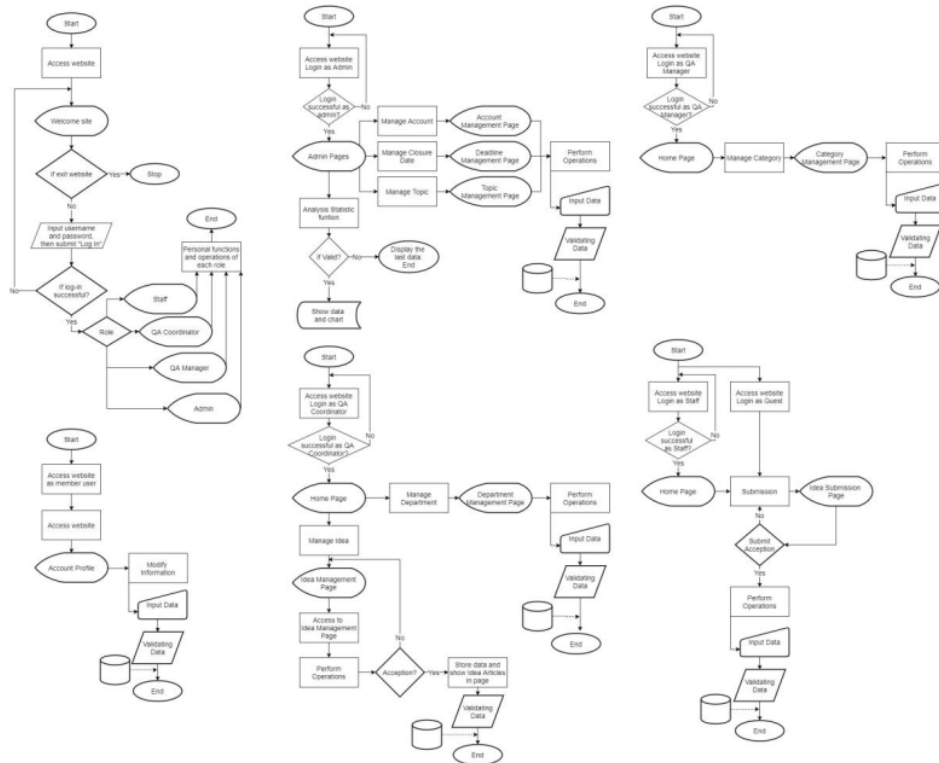 Start
Access website
Welcome site
If exit website
Yes
Stop
No
Input username
and password,
then submit "Log In"
If log-in
successful?
No
Yes
Role
Staff
QA Coordinator
QA Manager
Admin
Personal functions
and operations of
each role
End
Start
Access website
Login as Admin
Login
successful as
admin?
No
Yes
Admin Pages
Manage Account
Account
Management Page
Manage Closure
Date
Deadline
Management Page
Manage Topic
Topic
Management Page
Perform
Operations
Input Data
Validating
Data
End
Analysis Statistic
funtion
If Valid?
No
Display the
last data
End
Yes
Show data
and chart
Start
Access website
Login as QA
Manager
Login
successful as QA
Manager?
No
Yes
Home Page
Manage Category
Category
Management Page
Perform
Operations
Input Data
Validating
Data
End
Start
Access website
as member user
Access website
Account Profile
Modify
Information
Input Data
Validating
Data
End
Start
Access website
Login as QA
Coordinator
Login
successful as QA
Coordinator?
No
Yes
Home Page
Manage
Department
Department
Management Page
Perform
Operations
Input Data
Validating
Data
End
Manage Idea
Idea Management
Page
Access to
Idea Management
Page
Perform
Operations
Acception?
No
Yes
Store data and
show Idea Articles
in page
Validating
Data
End
Start
Access website
Login as Staff
Access website
Login as Guest
Login
successful
as Staff?
No
Yes
Home Page
Submission
Idea Submission
Page
No
Submit
Acception
Yes
Perform
Operations
Input Data
Validating
Data
End